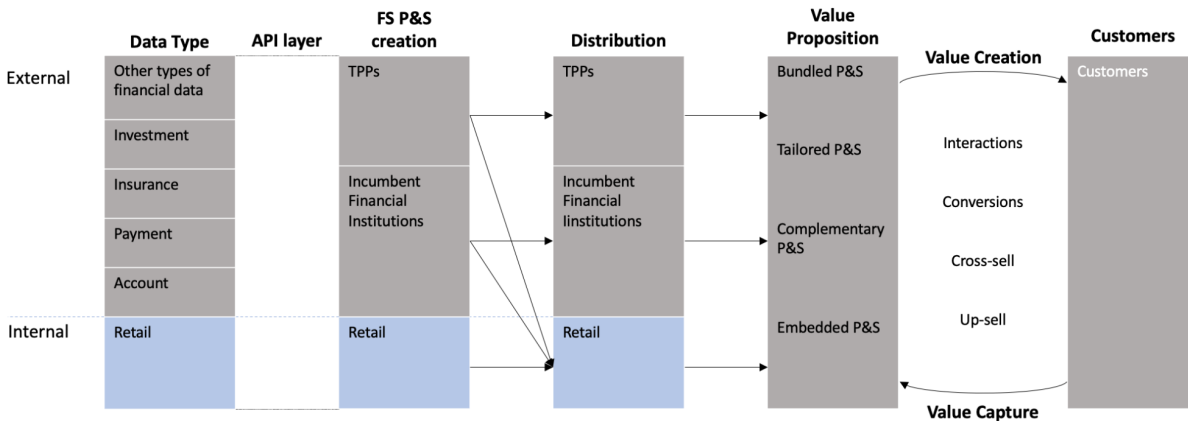 FS P&S
creation
Value
Proposition
Data Type
API layer
Distribution
Value Creation
Customers
External
Other types of
financial data
Investment
Insurance
Payment
Account
TPPs
Incumbent
Financial
Institutions
TPPs
Incumbent
Financial
Iinstitutions
Bundled P&S
Tailored P&S
Complementary
P&S
Embedded P&S
Interactions
Conversions
Cross-sell
Up-sell
Customers
Internal
Retail
Retail
Retail
Value Capture